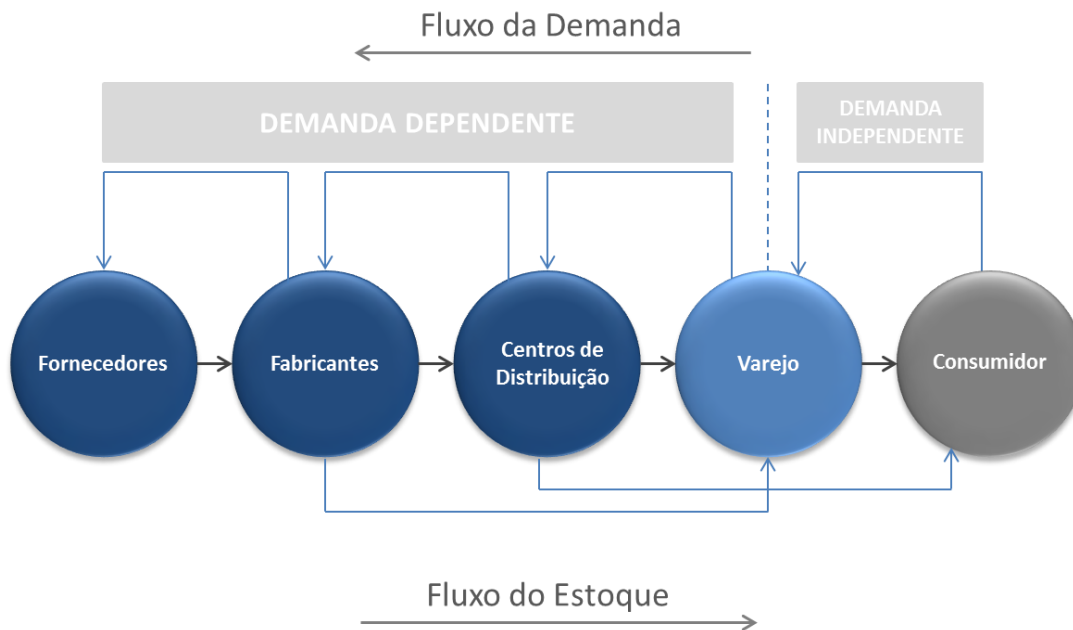 Fluxo da Demanda
DEMANDA DEPENDENTE
DEMANDA
INDEPENDENTE
Fornecedores
Fabricantes
Centros de
Distribuição
Varejo
Consumidor
Fluxo do Estoque